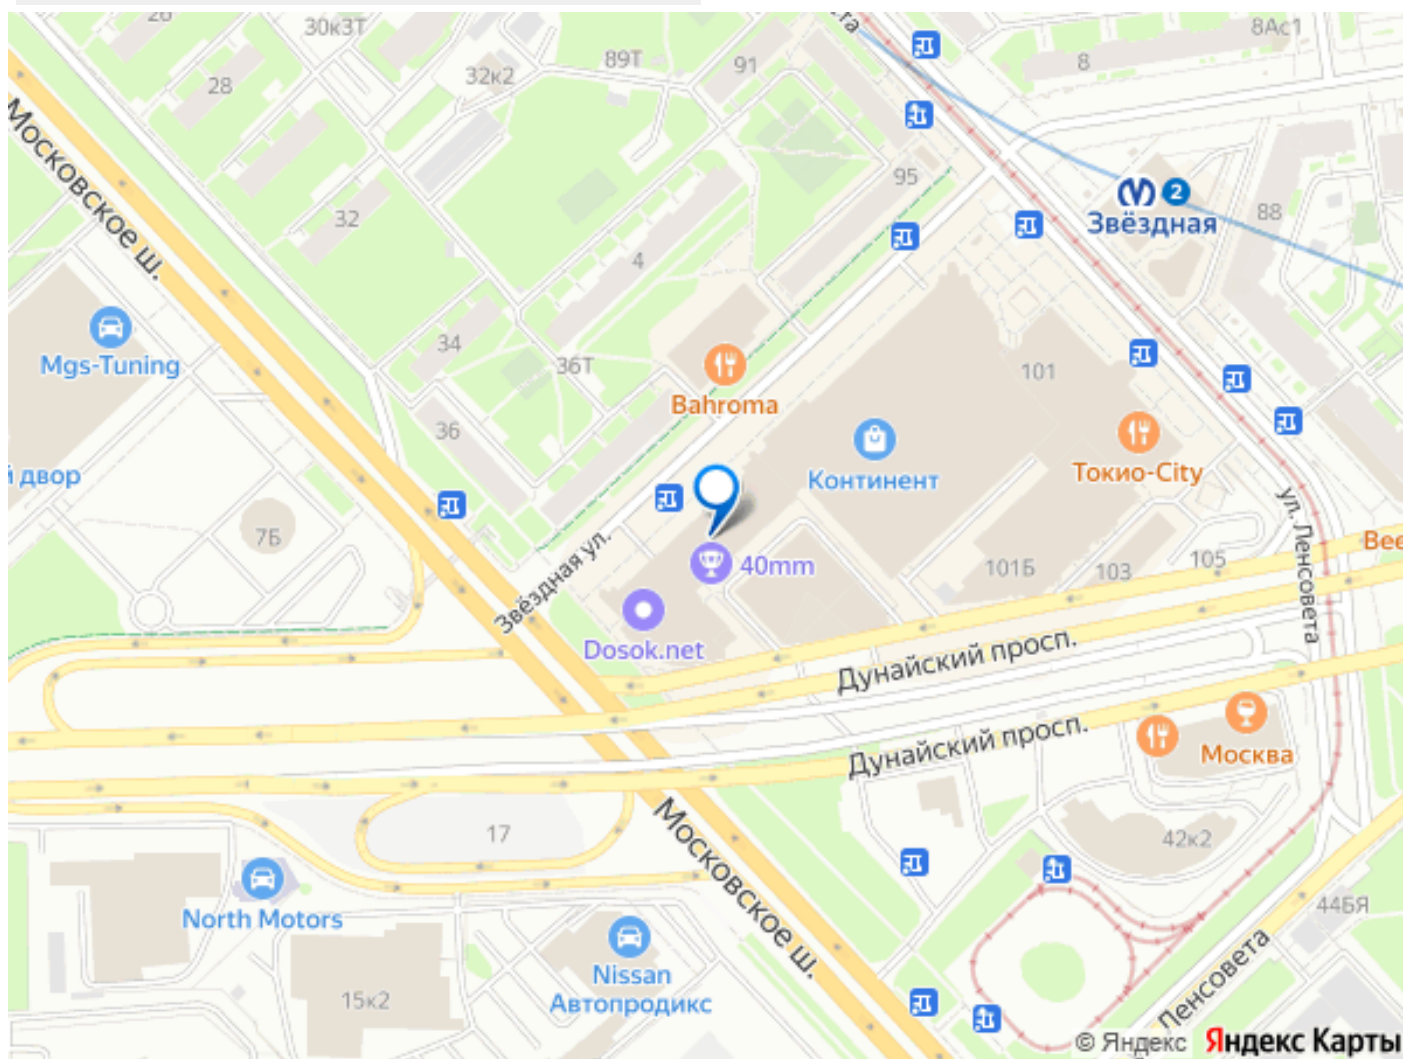 30к3Т
8Ас1
28
32к2
89Т
91
8
Московское ш.
95
32
88
Звёздная
2
4
Mgs-Tuning
34
36Т
101
Bahroma
36
Континент
Токио-City
двор
7Б
Звёздная ул.
ул. Ленсовета
40mm
101Б
103
105
Bee
Dosok.net
Дунайский просп.
Дунайский просп.
Москва
17
Московское ш.
42к2
North Motors
44БЯ
Nissan
Автопродикс
15к2
Ленсовета
© Яндекс Яндекс Карты